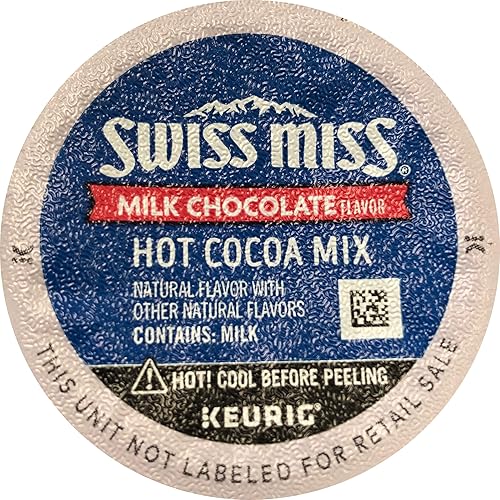 SWISS MISS®
MILK CHOCOLATE FLAVOR
HOT COCOA MIX
NATURAL FLAVOR WITH
OTHER NATURAL FLAVORS
CONTAINS: MILK
HOT! COOL BEFORE PEELING
KEURIG®
THIS UNIT NOT LABELED FOR RETAIL SALE